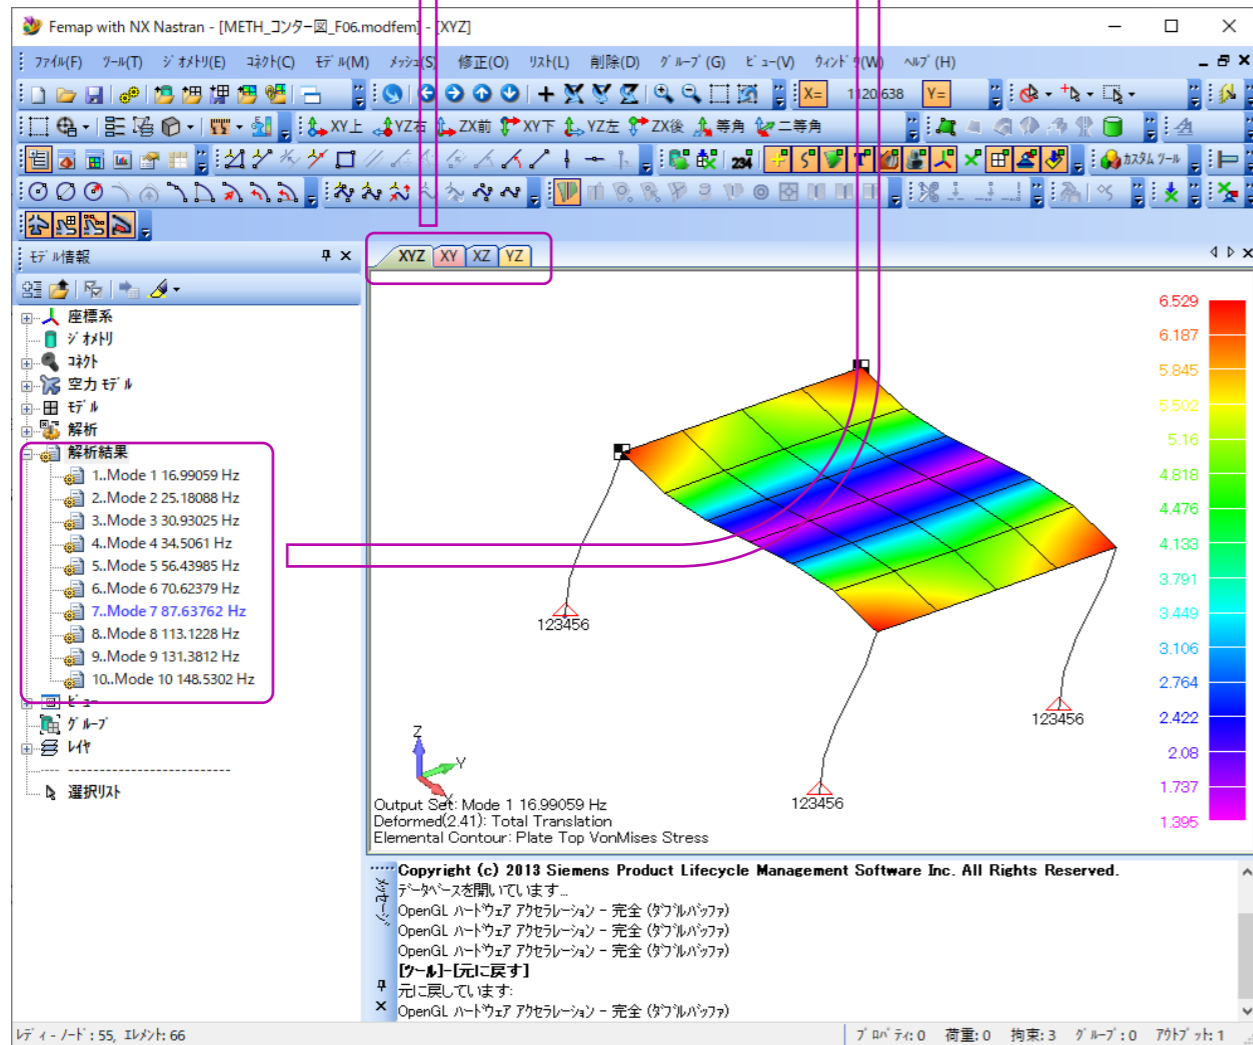 Femap with NX Nastran - [METH_コンター図_F06.modfem] - [XYZ]
ファイル(F) ツール(T) ジオメトリ(E) コネクト(C) モデル(M) メッシュ(S) 修正(O) リスト(L) 削除(D) グループ(G) ビュー(V) ウィンドウ(W) ヘルプ(H)
X= 1120.638 Y=
XY上 YZ右 ZX前 XY下 YZ左 ZX後 等角 二等角
234 カスタムツール
モデル情報
XYZ XY XZ YZ
座標系
ジオメトリ
コネクト
空力モデル
モデル
解析
解析結果
1..Mode 1 16.99059 Hz
2..Mode 2 25.18088 Hz
3..Mode 3 30.93025 Hz
4..Mode 4 34.5061 Hz
5..Mode 5 56.43985 Hz
6..Mode 6 70.62379 Hz
7..Mode 7 87.63762 Hz
8..Mode 8 113.1228 Hz
9..Mode 9 131.3812 Hz
10..Mode 10 148.5302 Hz
ビュー
グループ
レイヤ
選択リスト
6.529
6.187
5.845
5.502
5.16
4.818
4.476
4.133
3.791
3.449
3.106
2.764
2.422
2.08
1.737
1.395
123456
123456
123456
Z
Y
X
Output Set: Mode 1 16.99059 Hz
Deformed(2.41): Total Translation
Elemental Contour: Plate Top VonMises Stress
メッセージ
Copyright (c) 2013 Siemens Product Lifecycle Management Software Inc. All Rights Reserved.
データベースを開いています...
OpenGL ハードウェア アクセラレーション - 完全 (ダブルバッファ)
OpenGL ハードウェア アクセラレーション - 完全 (ダブルバッファ)
OpenGL ハードウェア アクセラレーション - 完全 (ダブルバッファ)
[ツール]-[元に戻す]
元に戻しています:
OpenGL ハードウェア アクセラレーション - 完全 (ダブルバッファ)
レディ - ノード: 55, エレメント: 66
プロパティ: 0 荷重: 0 拘束: 3 グループ: 0 アウトプット: 1